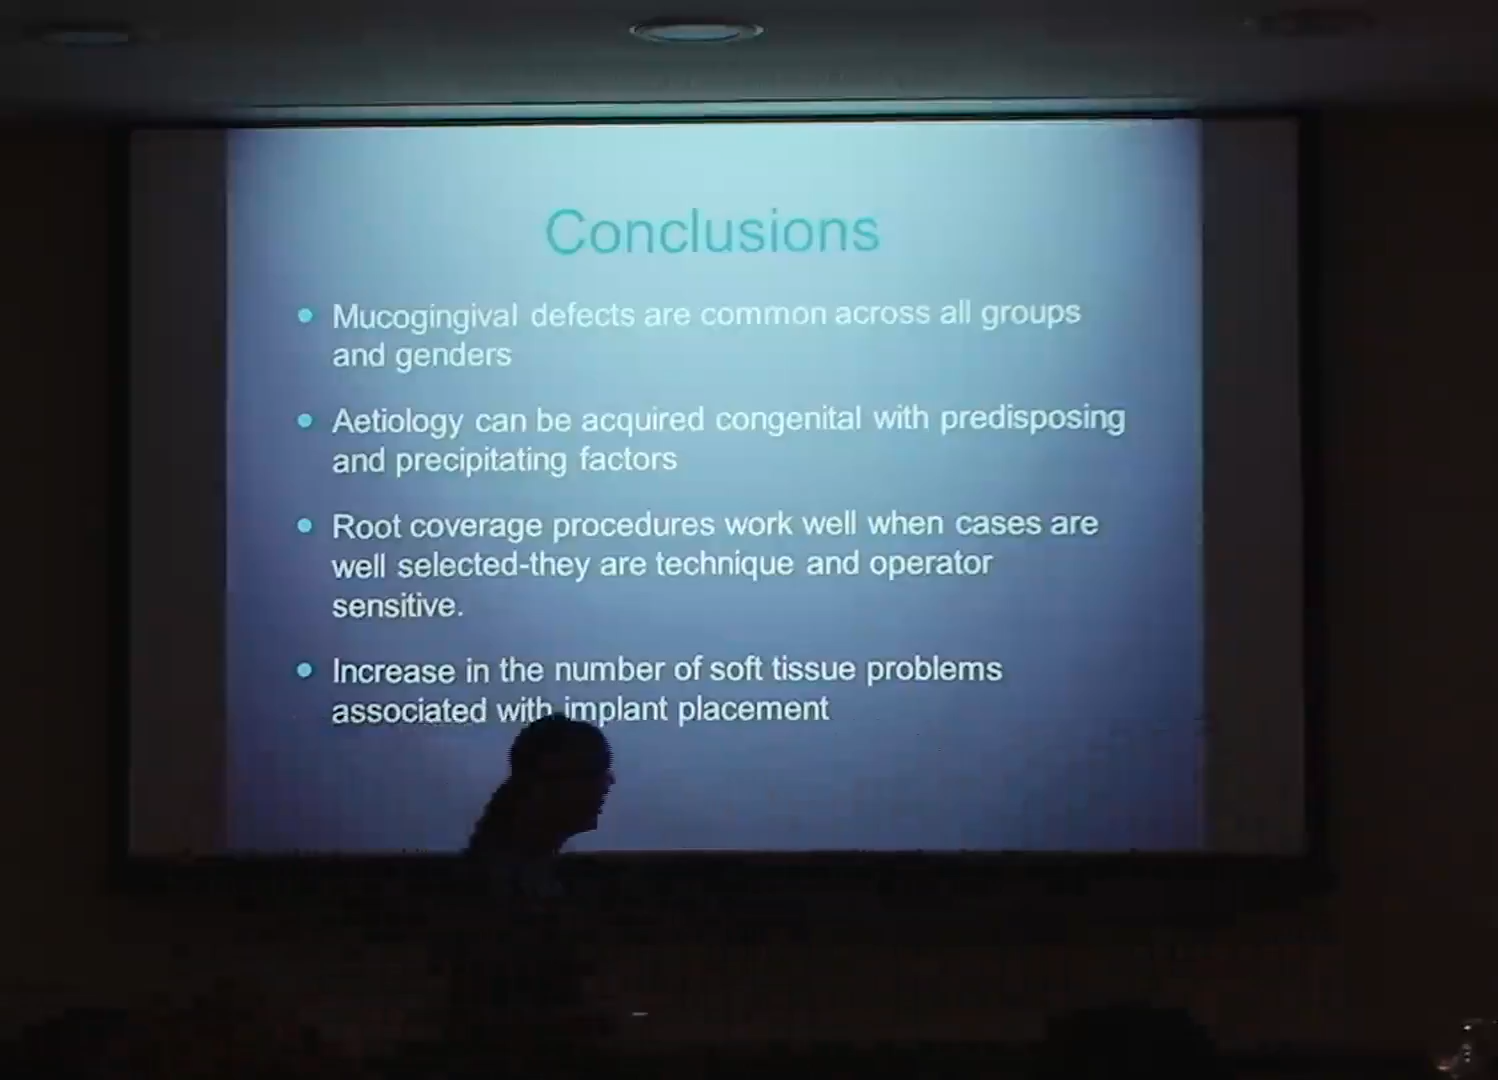 Conclusions
Mucogingival defects are common across all groups
and genders
Aetiology can be acquired congenital with predisposing
and precipitating factors
Root coverage procedures work well when cases are
well selected-they are technique and operator
sensitive.
Increase in the number of soft tissue problems
associated with implant placement